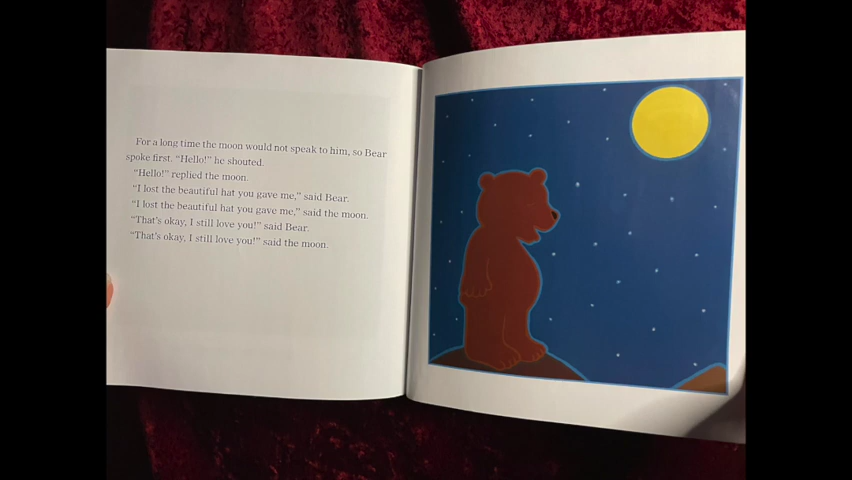 For a long time the moon would not speak to him, so Bear
spoke first. “Hello!” he shouted.
“Hello!” replied the moon.
“I lost the beautiful hat you gave me,” said Bear.
“I lost the beautiful hat you gave me,” said the moon.
“That’s okay, I still love you!” said Bear.
“That’s okay, I still love you!” said the moon.